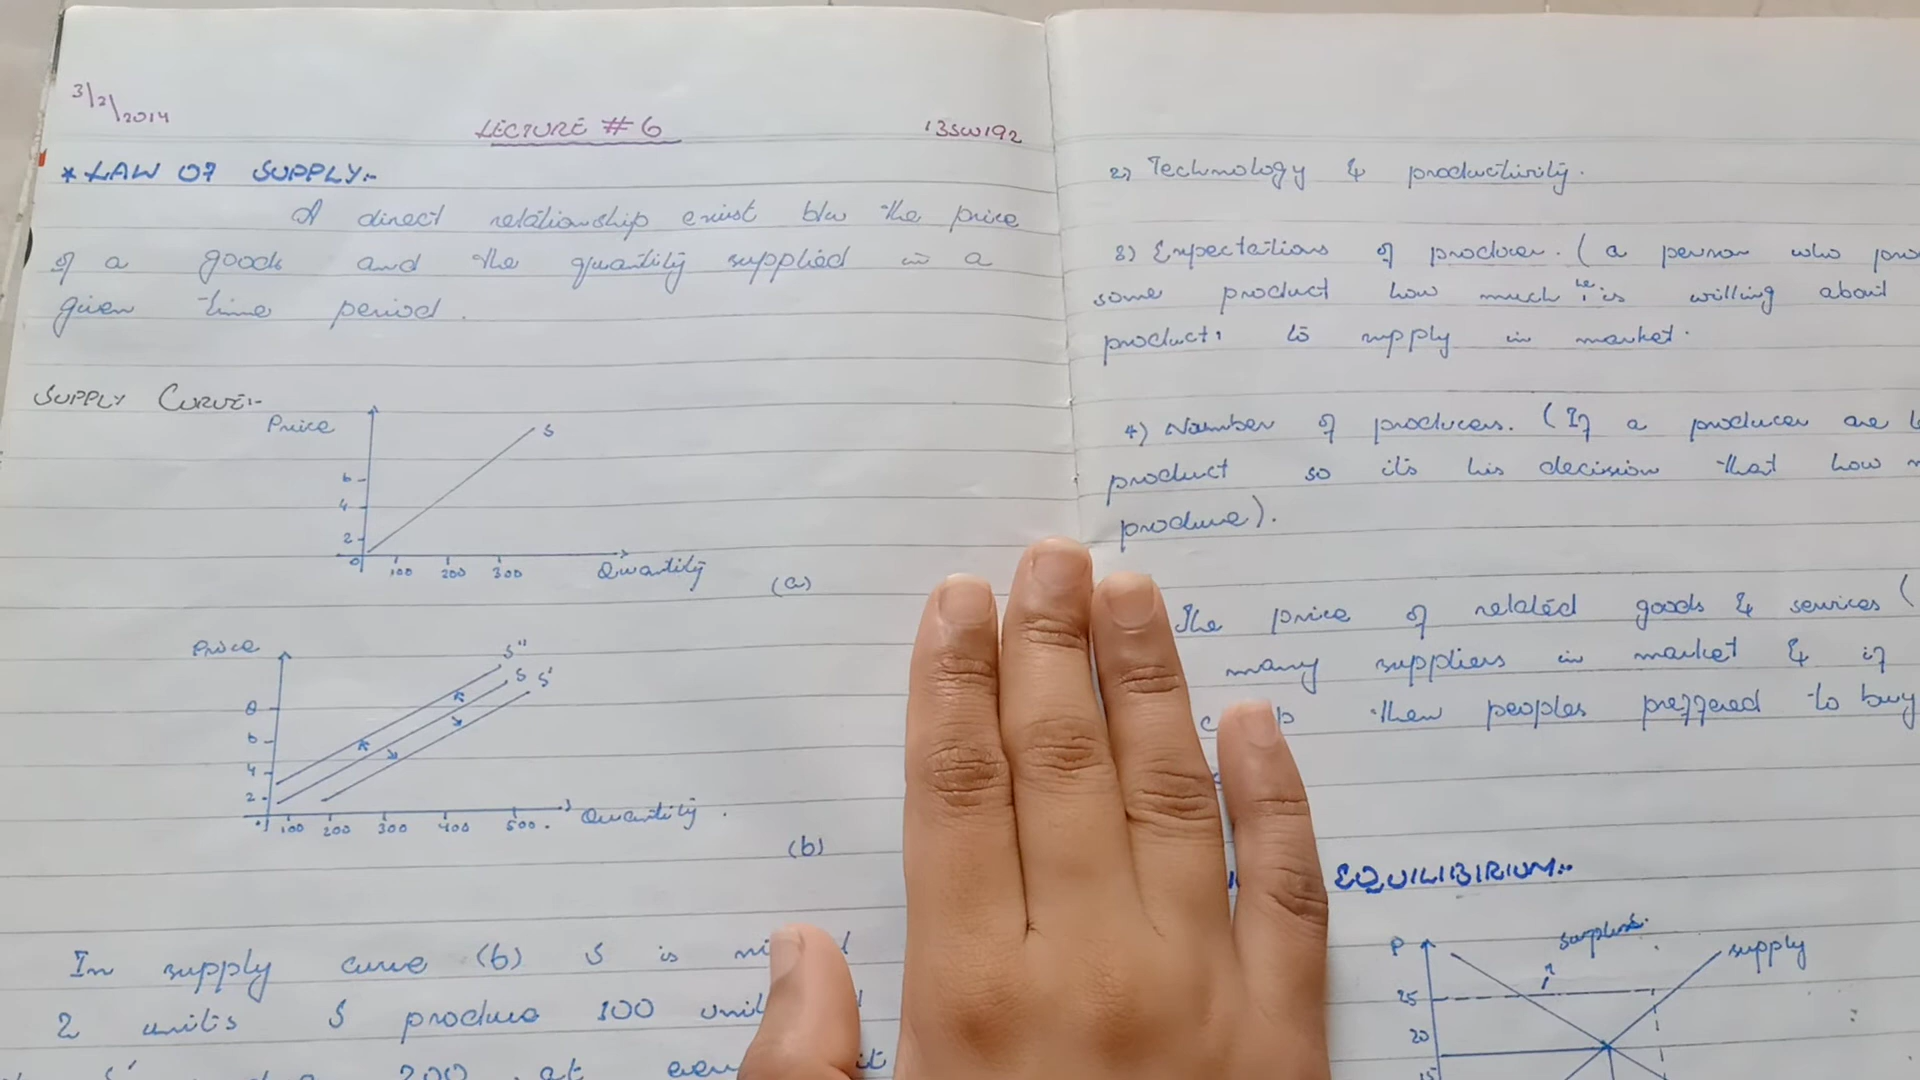 3/2/2014
LECTURE # 6
13SW192
* LAW OF SUPPLY:-
A direct relationship exist b/w the price
of a goods and the quantity supplied in a
given time period.
SUPPLY CURVE:-
Price
S
6
4
2
0
100 200 300
Quantity
(a)
Price
S"
S S'
8
6
4
2
100 200 300 400 500.
Quantity.
(b)
In supply curve (b) S is
2 units S produce 100
S' 200 at
2) Technology & productivity.
3) Expectations of producer. (a person who
some product how much he is willing about
product, to supply in market.
4) Number of producers. (If a producer are
product so its his decision that how
produce).
The price of related goods & services (
many suppliers in market & if
then peoples preffered to buy
EQUILIBIRIUM:-
P
supply
25
20
15